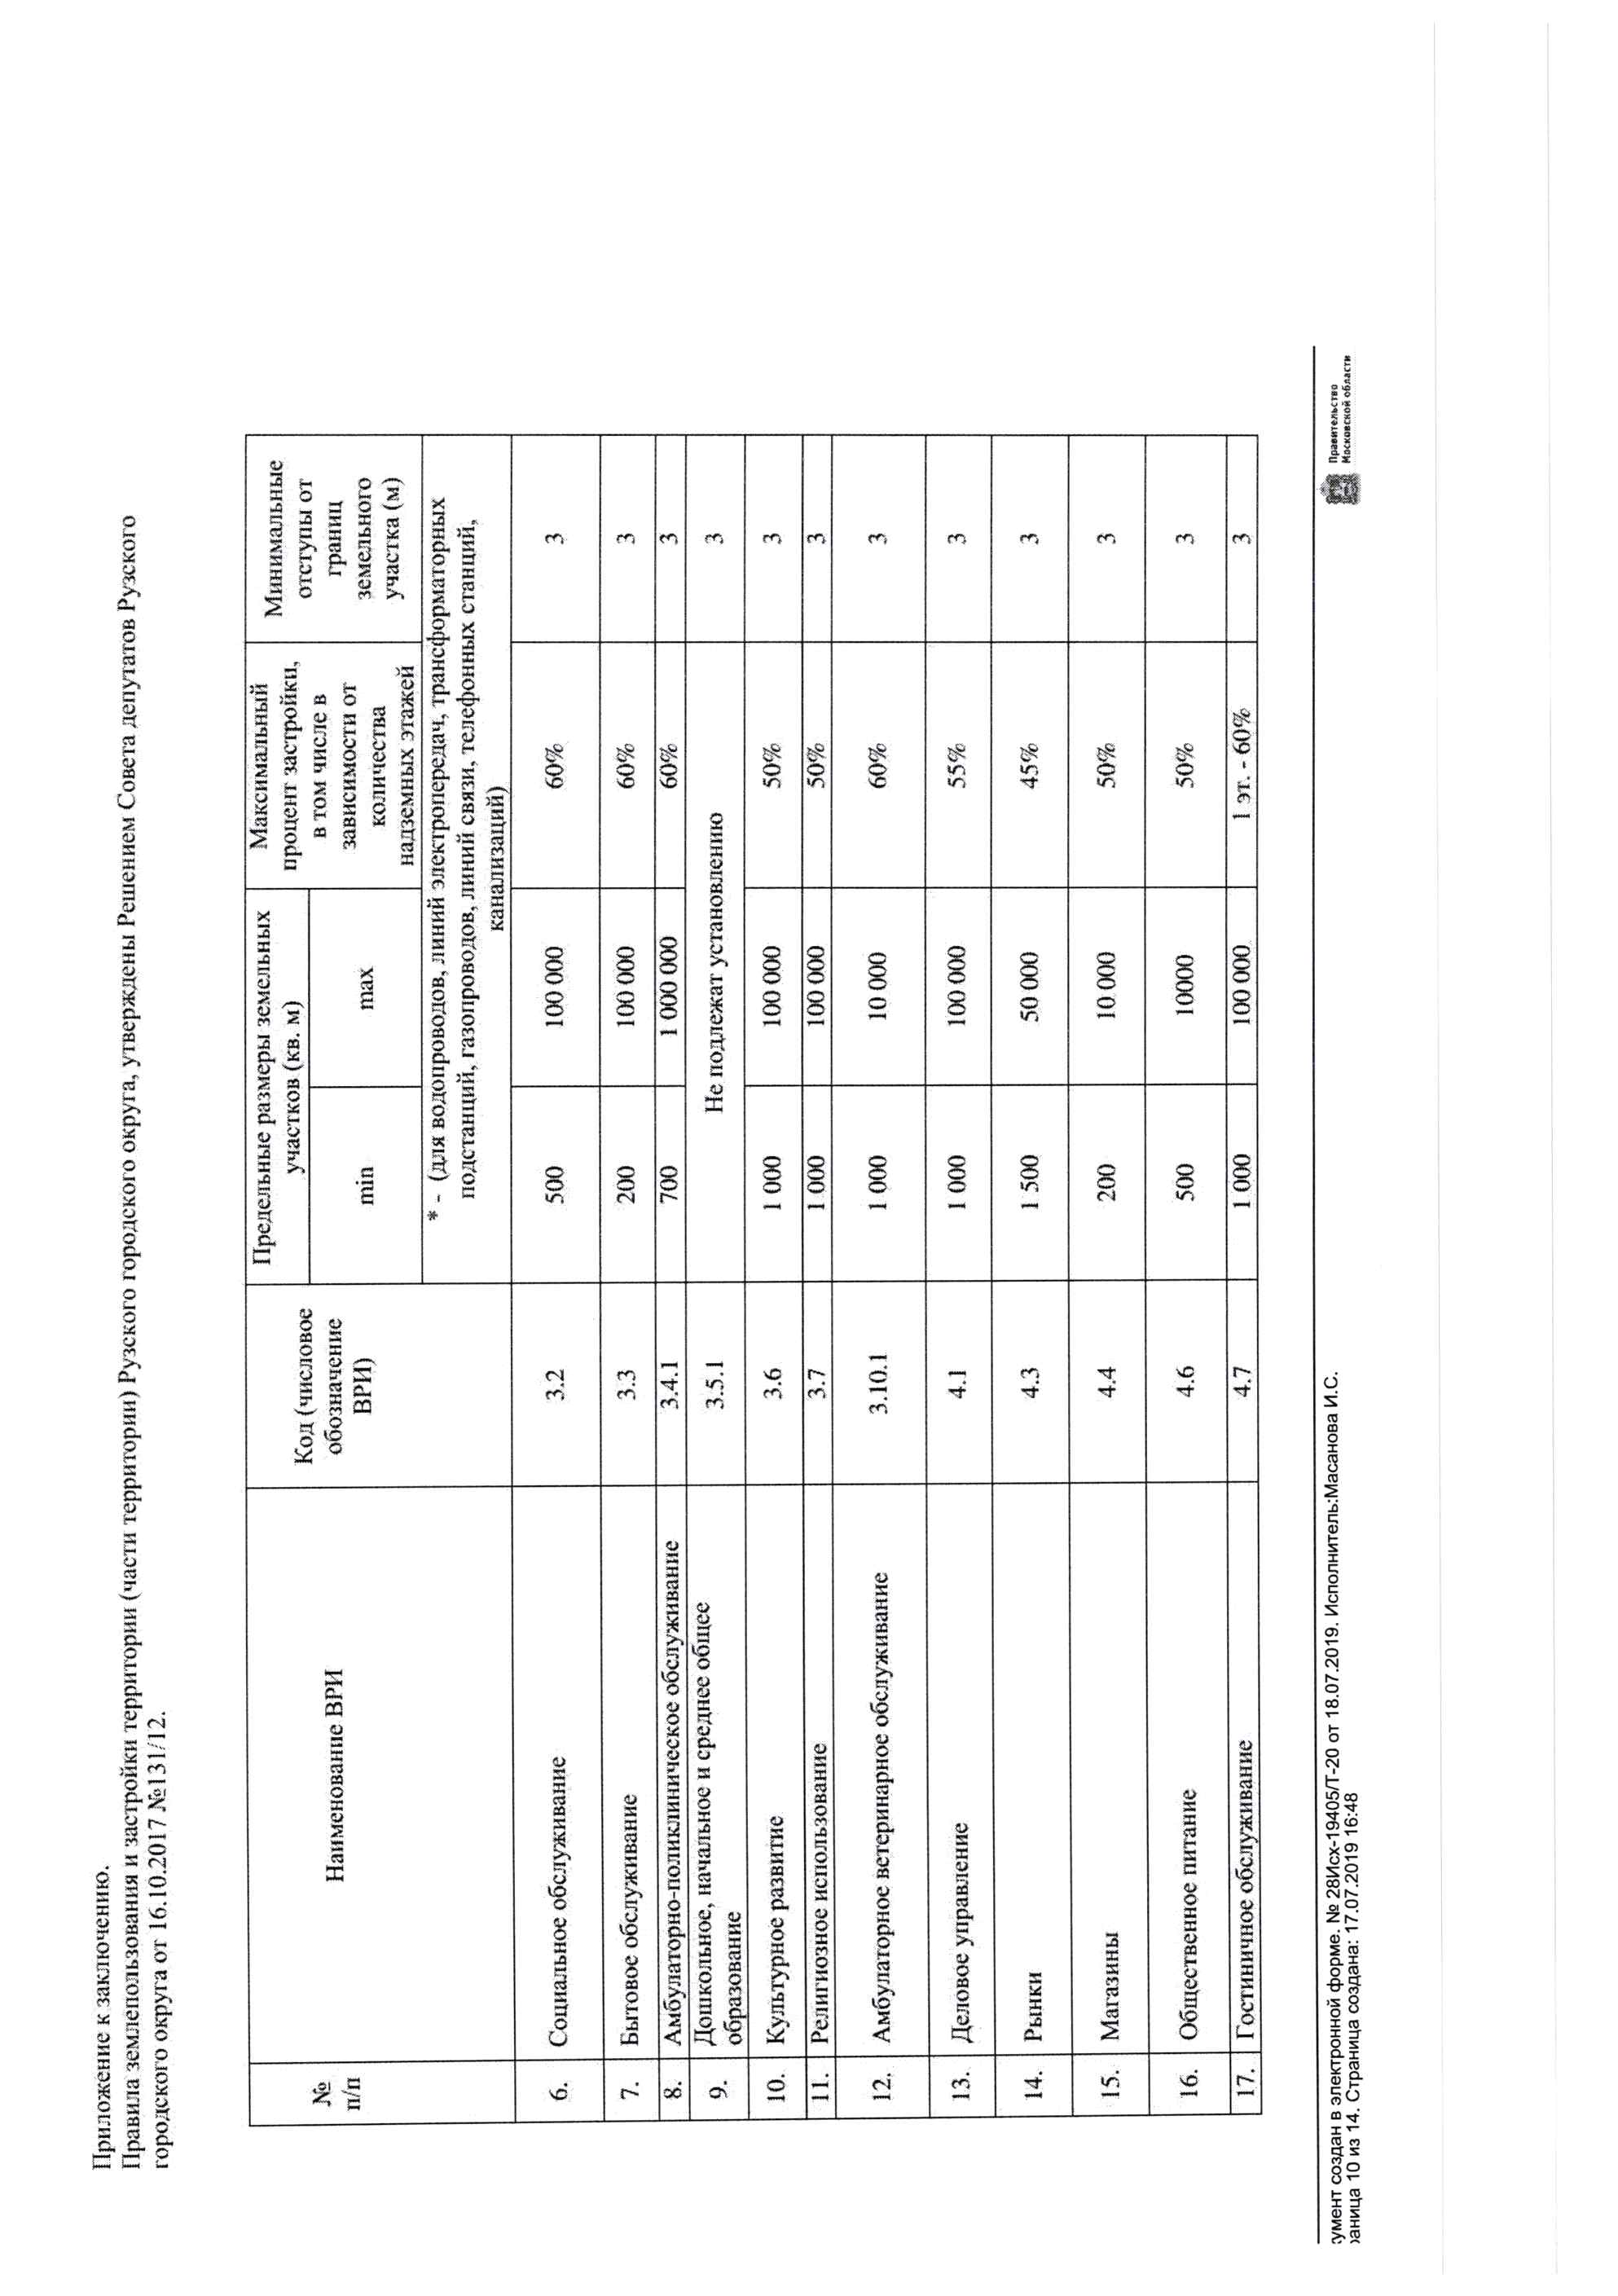 Приложение к заключению.
Правила землепользования и застройки территории (части территории) Рузского городского округа, утверждены Решением Совета депутатов Рузского
городского округа от 16.10.2017 №131/12.
№
п/п
Наименование ВРИ
Код (числовое
обозначение
ВРИ)
Предельные размеры земельных
участков (кв. м)
min
max
Максимальный
процент застройки,
в том числе в
зависимости от
количества
надземных этажей
Минимальные
отступы от
границ
земельного
участка (м)
* - (для водопроводов, линий электропередач, трансформаторных
подстанций, газопроводов, линий связи, телефонных станций,
канализаций)
6. Социальное обслуживание 3.2 500 100 000 60% 3
7. Бытовое обслуживание 3.3 200 100 000 60% 3
8. Амбулаторно-поликлиническое обслуживание 3.4.1 700 1 000 000 60% 3
9. Дошкольное, начальное и среднее общее
образование 3.5.1 Не подлежат установлению 3
10. Культурное развитие 3.6 1 000 100 000 50% 3
11. Религиозное использование 3.7 1 000 100 000 50% 3
12. Амбулаторное ветеринарное обслуживание 3.10.1 1 000 10 000 60% 3
13. Деловое управление 4.1 1 000 100 000 55% 3
14. Рынки 4.3 1 500 50 000 45% 3
15. Магазины 4.4 200 10 000 50% 3
16. Общественное питание 4.6 500 10000 50% 3
17. Гостиничное обслуживание 4.7 1 000 100 000 1 эт. - 60% 3
умент создан в электронной форме. № 28Исх-19405/Т-20 от 18.07.2019. Исполнитель:Масанова И.С.
аница 10 из 14. Страница создана: 17.07.2019 16:48
Правительство
Московской области